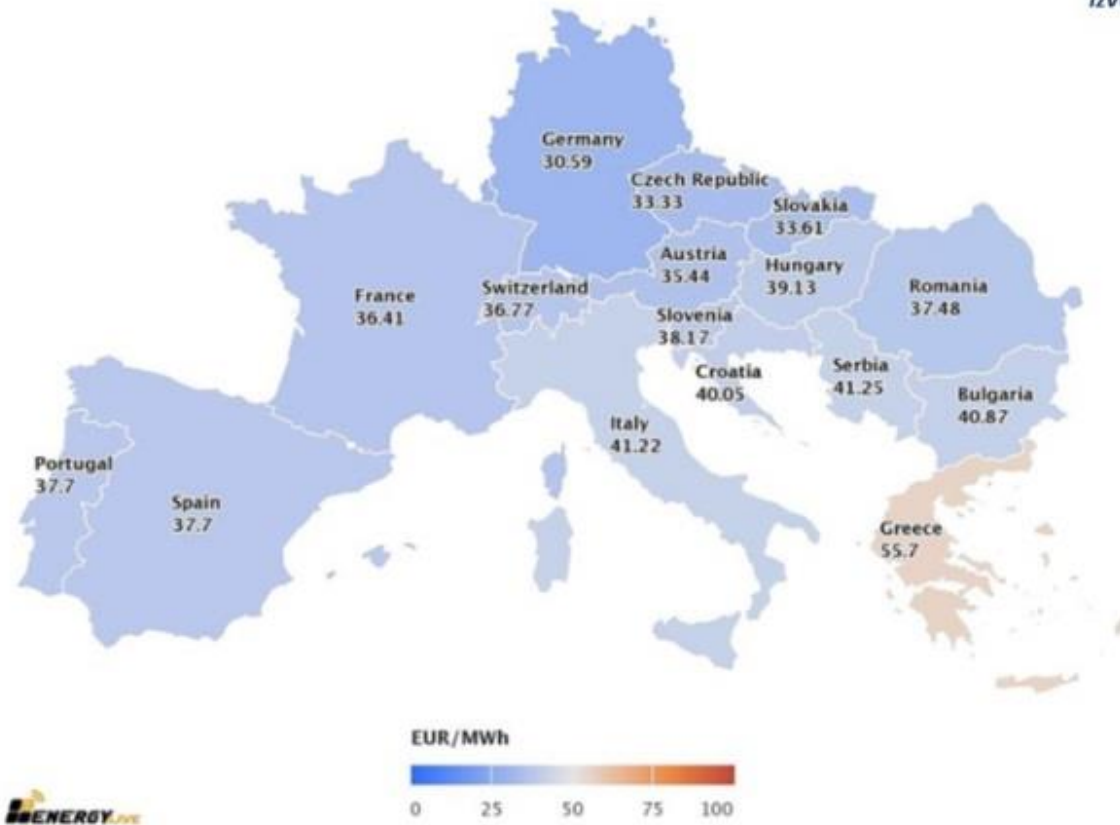 Germany
30.59
Czech Republic
33.33
Slovakia
33.61
Austria
35.44
Hungary
39.13
Switzerland
36.77
France
36.41
Romania
37.48
Slovenia
38.17
Croatia
40.05
Serbia
41.25
Bulgaria
40.87
Italy
41.22
Portugal
37.7
Spain
37.7
Greece
55.7
EUR/MWh
0 25 50 75 100
ENERGY LIVE